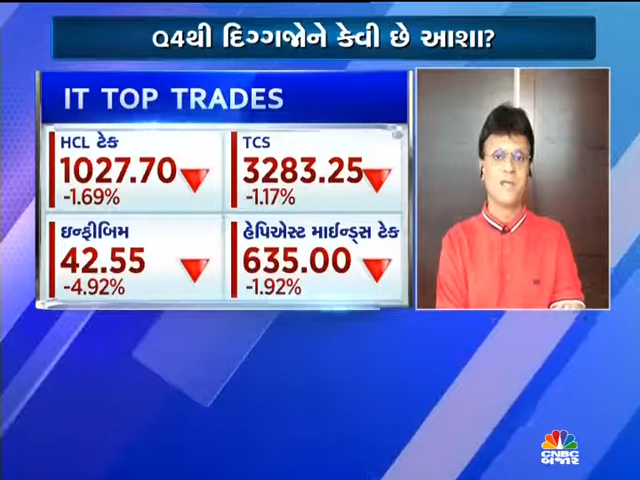 Q4થી દિગ્ગજોને કેવી છે આશા?
IT TOP TRADES
HCL ટેક
1027.70
-1.69%
TCS
3283.25
-1.17%
ઇન્ફીબિમ
42.55
-4.92%
હેપિએસ્ટ માઈન્ડ્સ ટેક
635.00
-1.92%
CNBC
બજાર